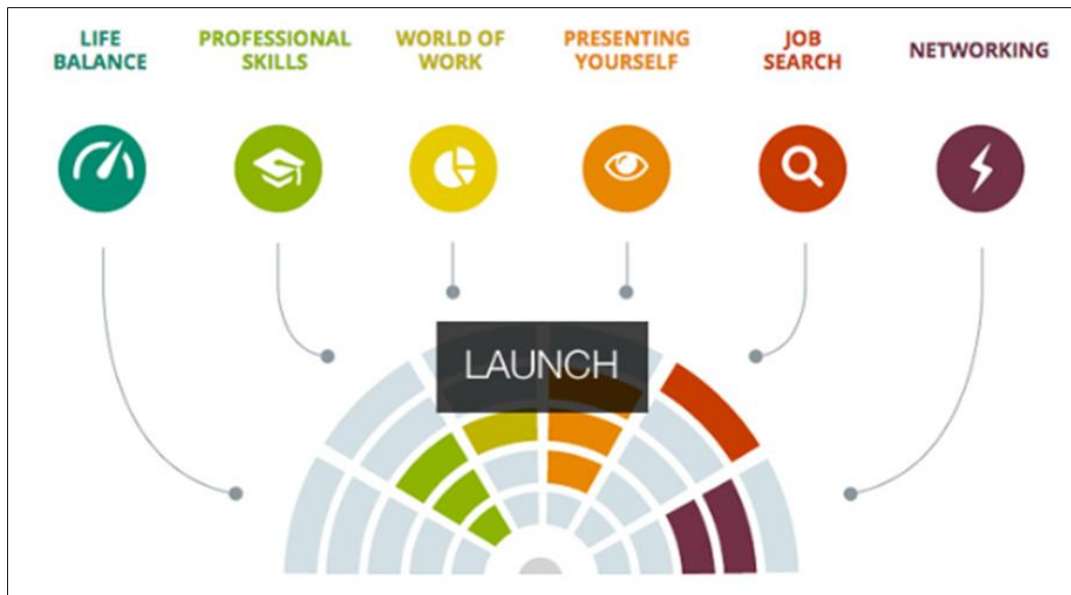 LIFE
BALANCE
PROFESSIONAL
SKILLS
WORLD OF
WORK
PRESENTING
YOURSELF
JOB
SEARCH
NETWORKING
LAUNCH